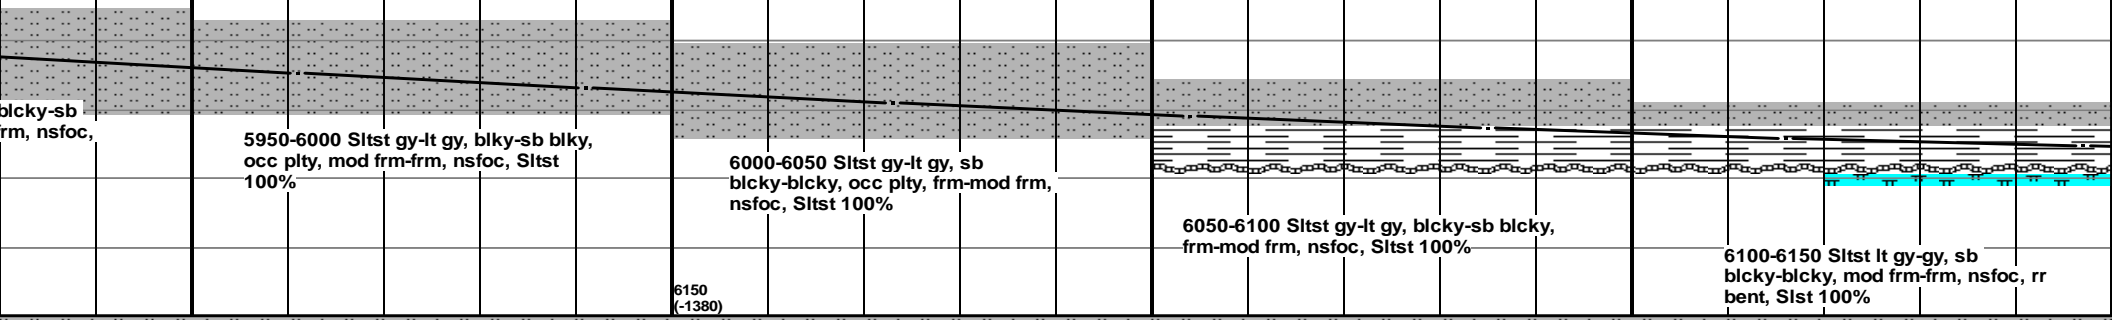 blcky-sb
frm, nsfoc,
5950-6000 Sltst gy-lt gy, blky-sb blky,
occ plty, mod frm-frm, nsfoc, Sltst
100%
6000-6050 Sltst gy-lt gy, sb
blcky-blcky, occ plty, frm-mod frm,
nsfoc, Sltst 100%
6150
(-1380)
6050-6100 Sltst gy-lt gy, blcky-sb blcky,
frm-mod frm, nsfoc, Sltst 100%
6100-6150 Sltst lt gy-gy, sb
blcky-blcky, mod frm-frm, nsfoc, rr
bent, Slst 100%